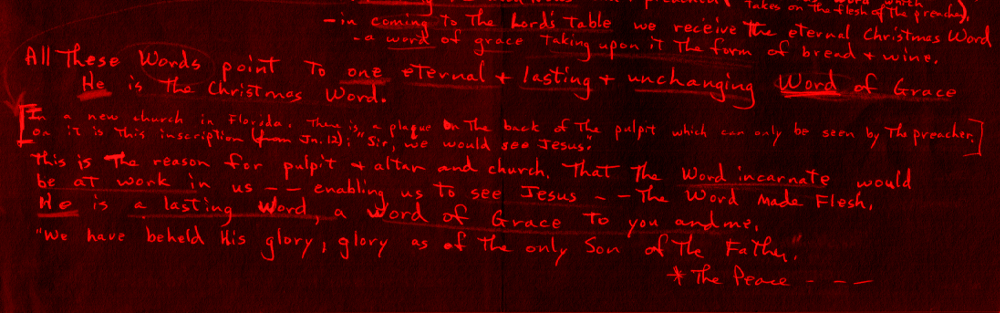 takes on the flesh of the preacher).
- in coming to the Lord's Table we receive the eternal Christmas Word
- a word of grace taking upon it the form of bread + wine.
All These Words point to one eternal + lasting + unchanging Word of Grace
He is the Christmas Word.
[In a new church in Florida. There is a plaque on the back of the pulpit which can only be seen by the preacher.]
On it is this inscription (from Jn. 12): "Sir, we would see Jesus."
This is the reason for pulpit + altar and church. That the Word incarnate would
be at work in us -- enabling us to see Jesus -- The Word Made Flesh.
He is a lasting Word, a Word of Grace to you and me.
"We have beheld His glory, glory as of the only Son of the Father."
* The Peace - - -